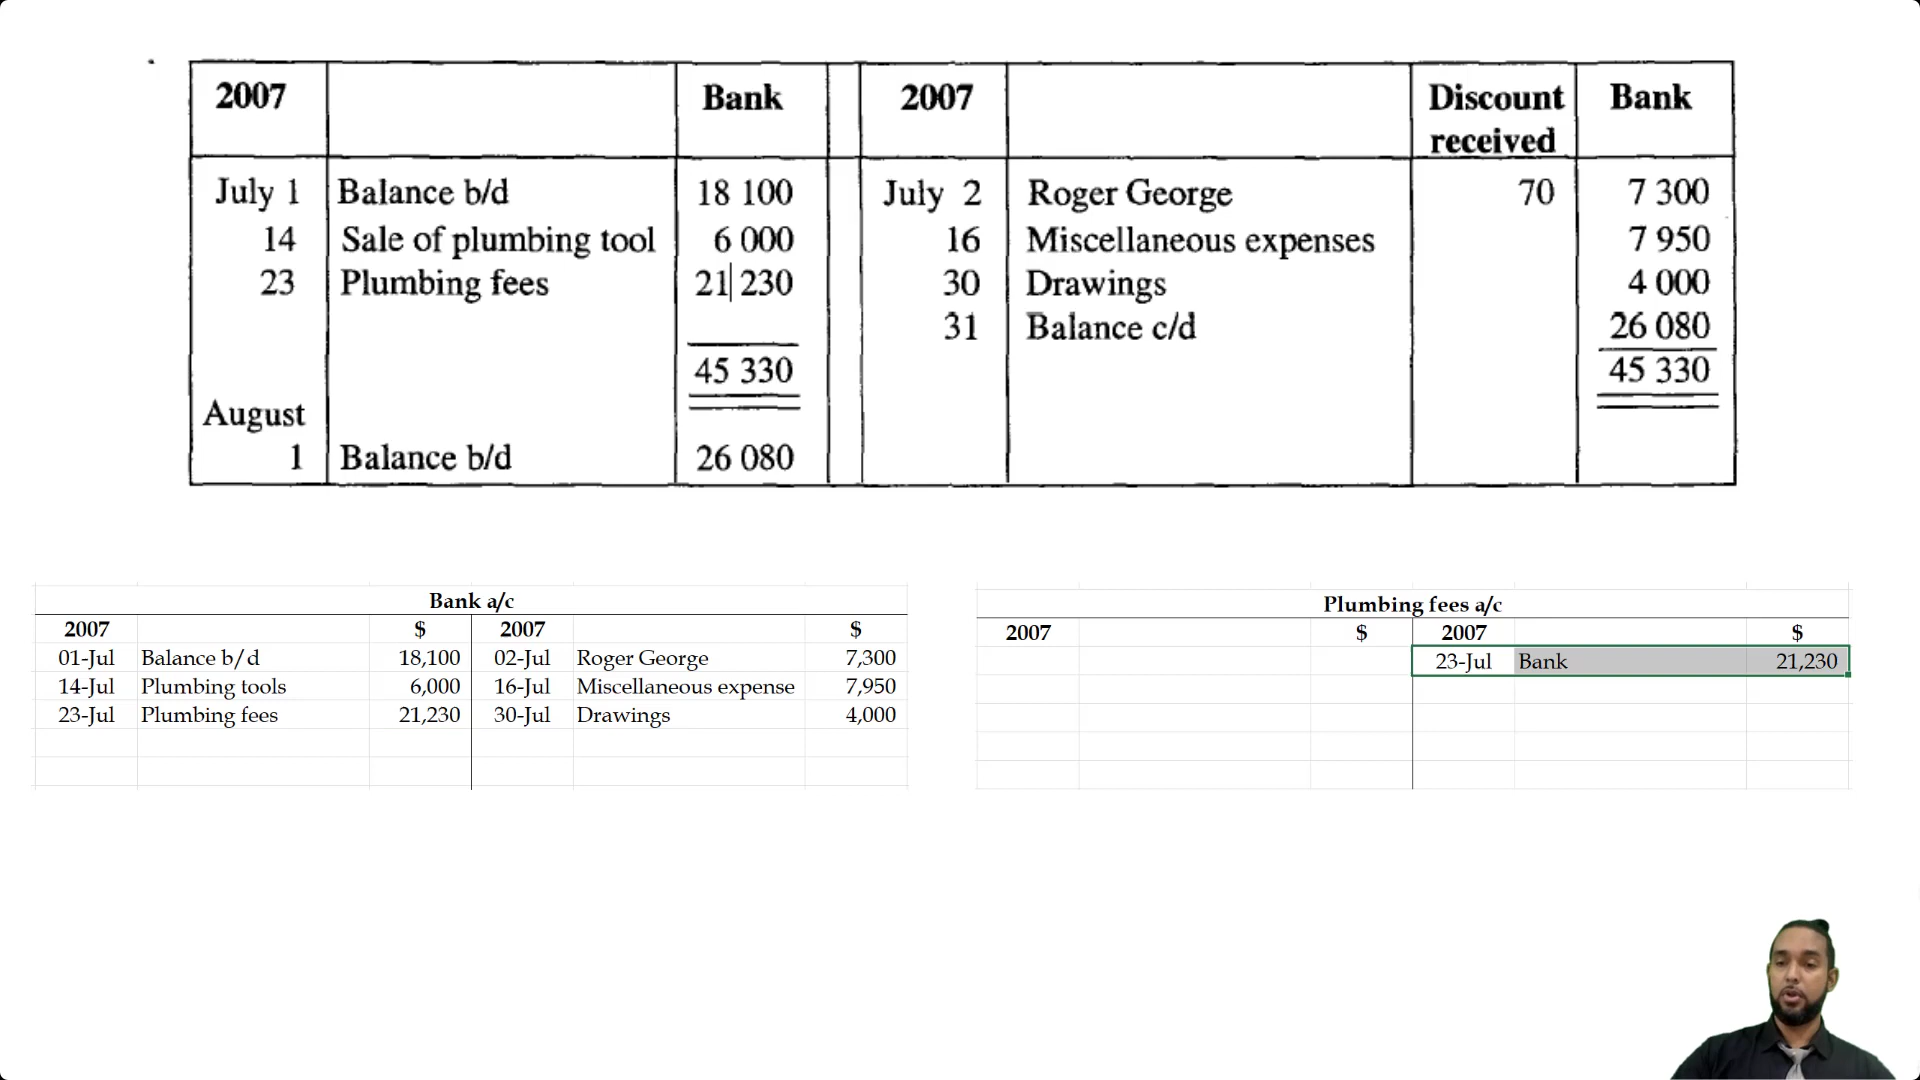 2007 Bank 2007 Discount received Bank
July 1 Balance b/d 18 100 July 2 Roger George 70 7 300
14 Sale of plumbing tool 6 000 16 Miscellaneous expenses 7 950
23 Plumbing fees 21 230 30 Drawings 4 000
31 Balance c/d 26 080
45 330 45 330
August
1 Balance b/d 26 080
Bank a/c
2007 $ 2007 $
01-Jul Balance b/d 18,100 02-Jul Roger George 7,300
14-Jul Plumbing tools 6,000 16-Jul Miscellaneous expense 7,950
23-Jul Plumbing fees 21,230 30-Jul Drawings 4,000
Plumbing fees a/c
2007 $ 2007 $
23-Jul Bank 21,230